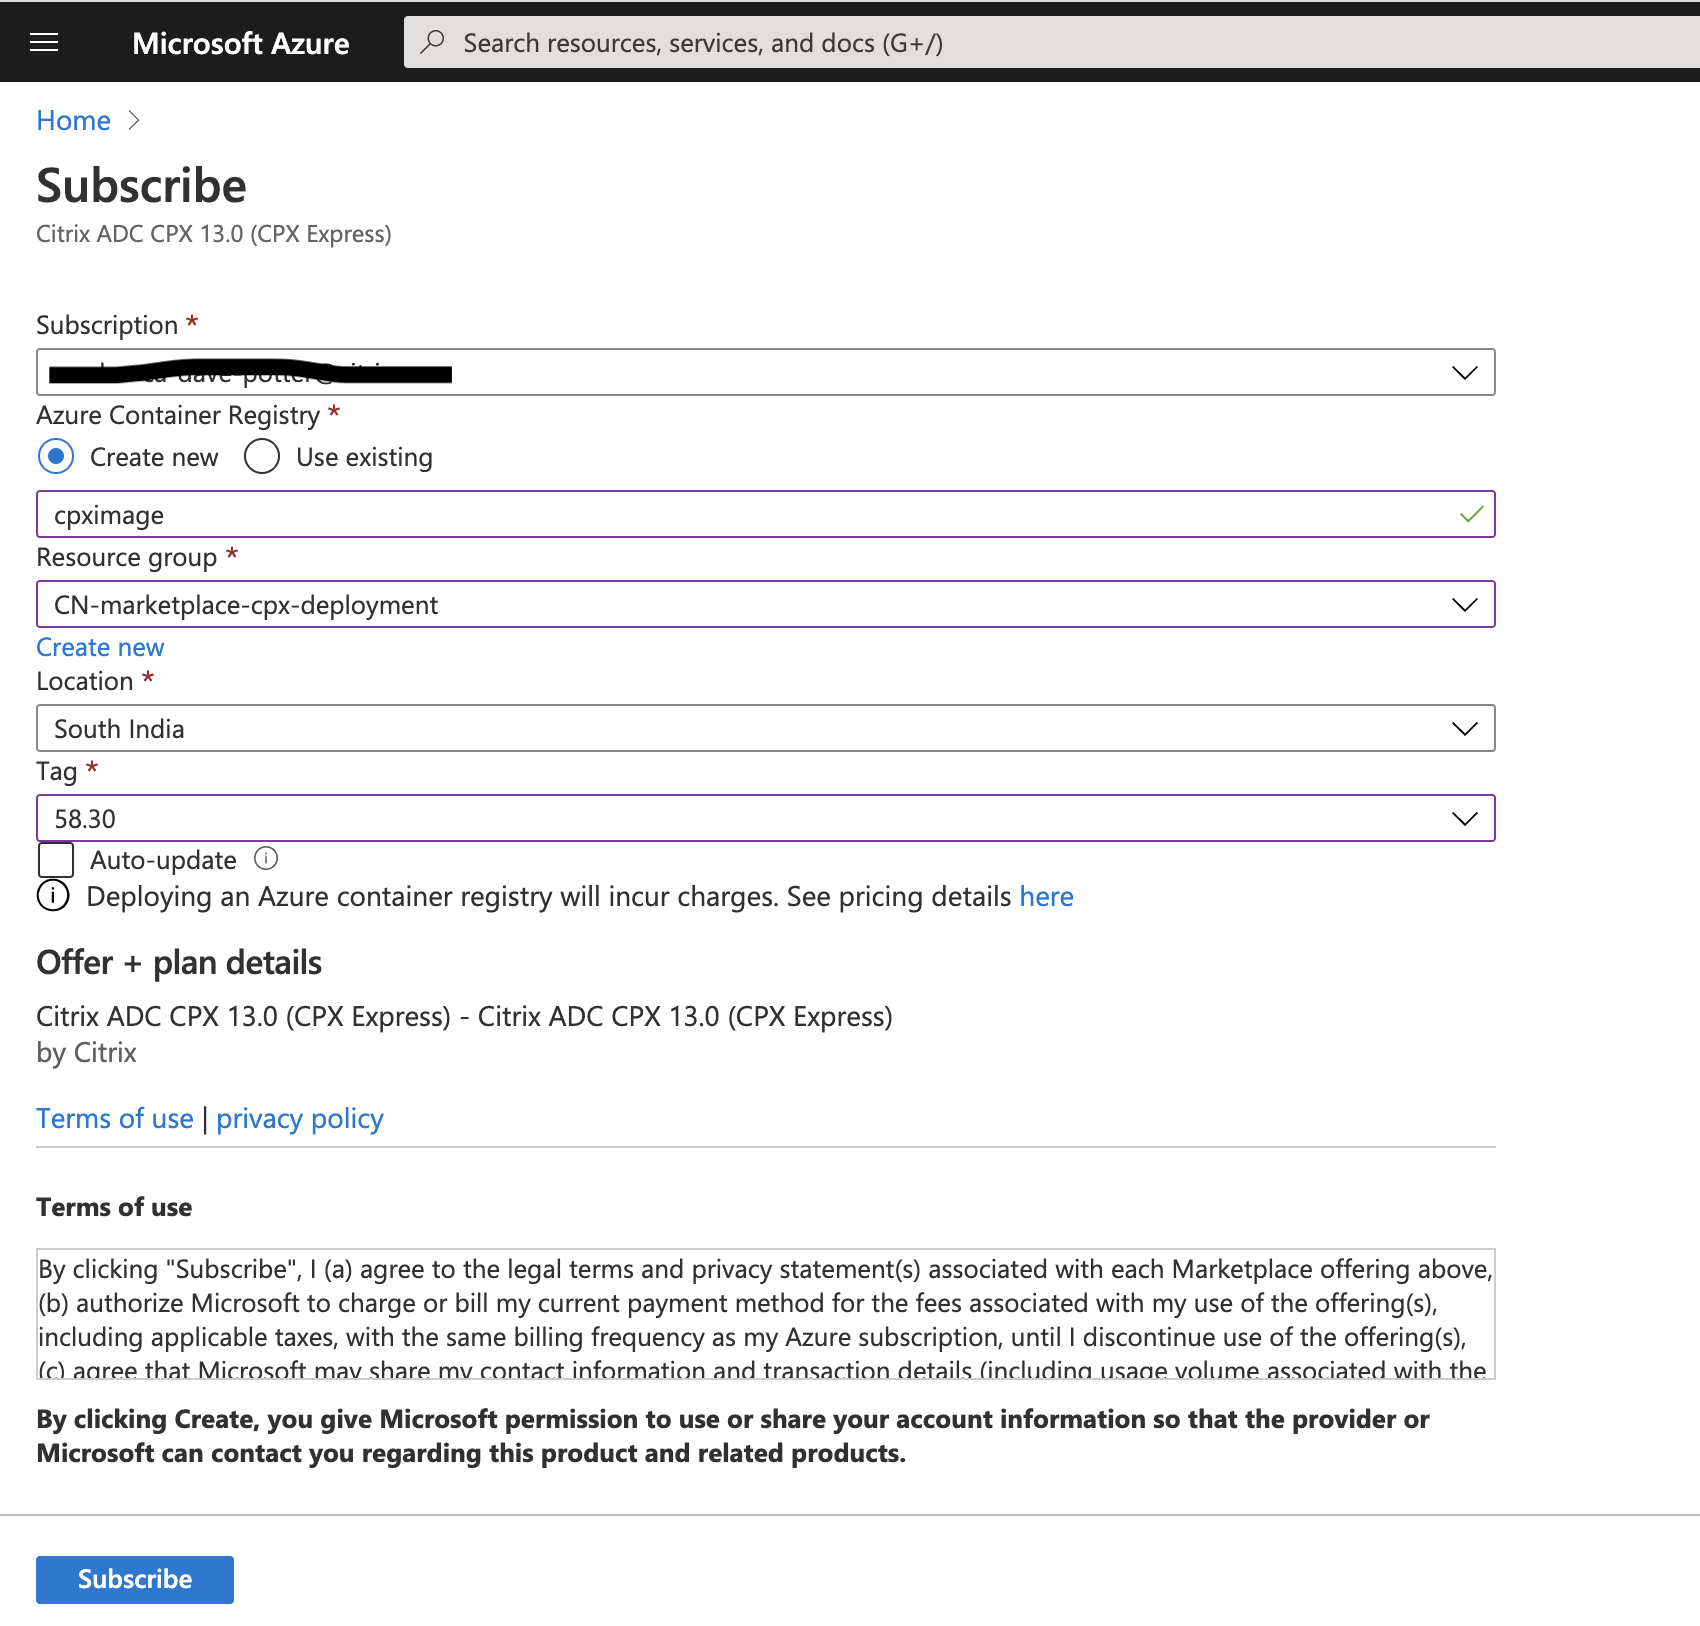 Microsoft Azure
Search resources, services, and docs (G+/)
Home
Subscribe
Citrix ADC CPX 13.0 (CPX Express)
Subscription *
Azure Container Registry *
Create new
Use existing
cpximage
Resource group *
CN-marketplace-cpx-deployment
Create new
Location *
South India
Tag *
58.30
Auto-update
Deploying an Azure container registry will incur charges. See pricing details here
Offer + plan details
Citrix ADC CPX 13.0 (CPX Express) - Citrix ADC CPX 13.0 (CPX Express)
by Citrix
Terms of use | privacy policy
Terms of use
By clicking "Subscribe", I (a) agree to the legal terms and privacy statement(s) associated with each Marketplace offering above,
(b) authorize Microsoft to charge or bill my current payment method for the fees associated with my use of the offering(s),
including applicable taxes, with the same billing frequency as my Azure subscription, until I discontinue use of the offering(s),
(c) agree that Microsoft may share my contact information and transaction details (including usage volume associated with the
By clicking Create, you give Microsoft permission to use or share your account information so that the provider or
Microsoft can contact you regarding this product and related products.
Subscribe